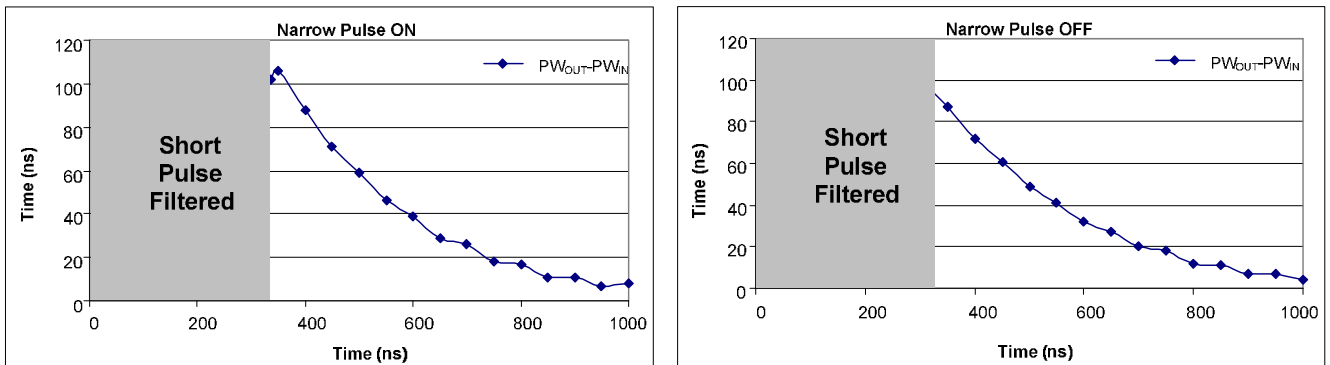 Narrow Pulse ON
120
100
80
60
40
20
0
Time (ns)
Short
Pulse
Filtered
PWOUT-PWIN
0 200 400 600 800 1000
Time (ns)
Narrow Pulse OFF
120
100
80
60
40
20
0
Time (ns)
Short
Pulse
Filtered
PWOUT-PWIN
0 200 400 600 800 1000
Time (ns)